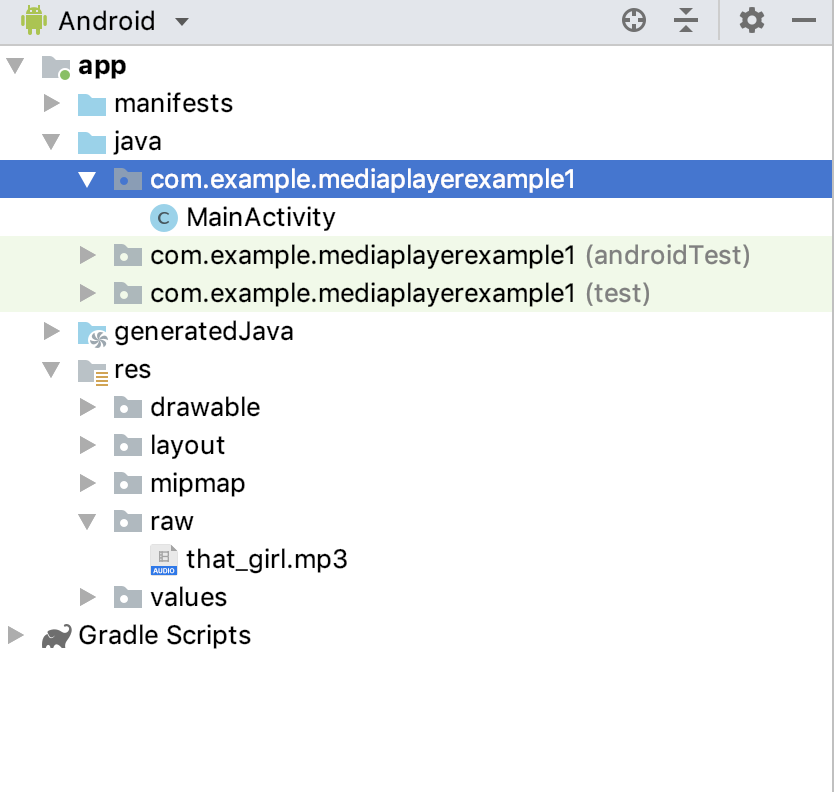 Android
app
manifests
java
com.example.mediaplayerexample1
C MainActivity
com.example.mediaplayerexample1 (androidTest)
com.example.mediaplayerexample1 (test)
generatedJava
res
drawable
layout
mipmap
raw
AUDIO that_girl.mp3
values
Gradle Scripts